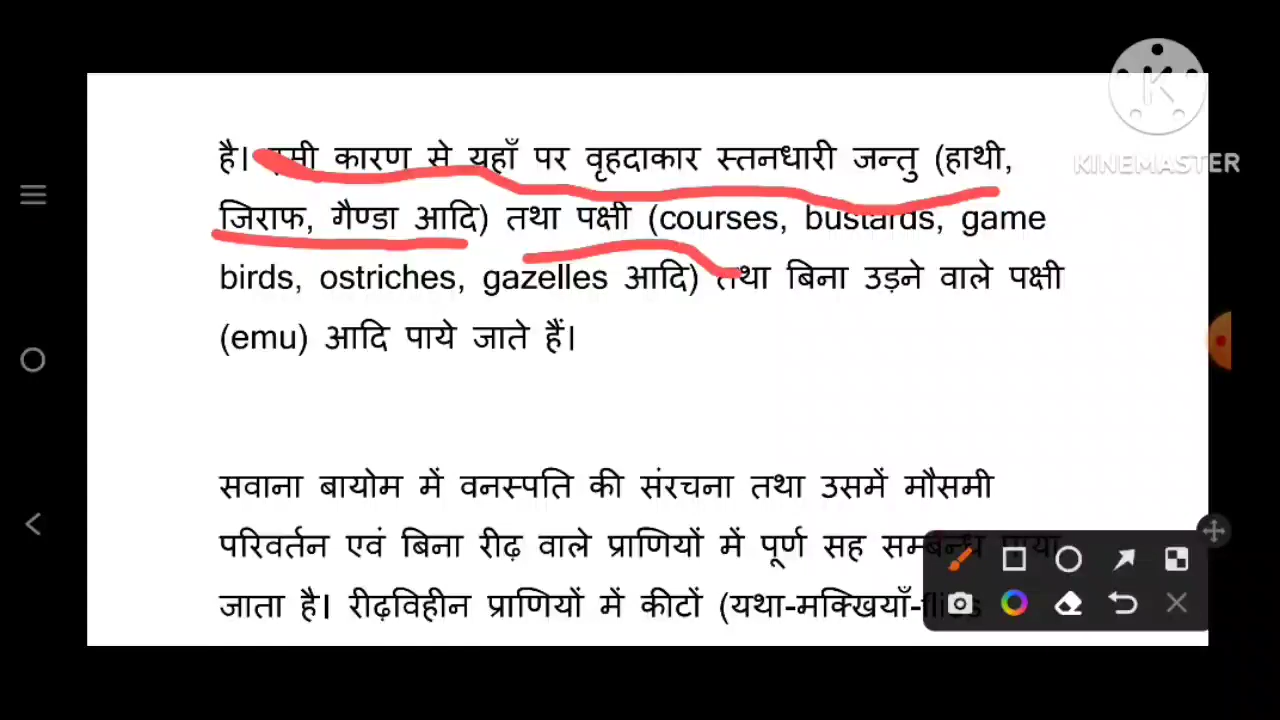 है। इसी कारण से यहाँ पर वृहदाकार स्तनधारी जन्तु (हाथी,
जिराफ, गैण्डा आदि) तथा पक्षी (courses, bustards, game
birds, ostriches, gazelles आदि) तथा बिना उड़ने वाले पक्षी
(emu) आदि पाये जाते हैं।
सवाना बायोम में वनस्पति की संरचना तथा उसमें मौसमी
परिवर्तन एवं बिना रीढ़ वाले प्राणियों में पूर्ण सह सम्बन्ध पाया
जाता है। रीढ़विहीन प्राणियों में कीटों (यथा-मक्खियाँ-flies
KINEMASTER